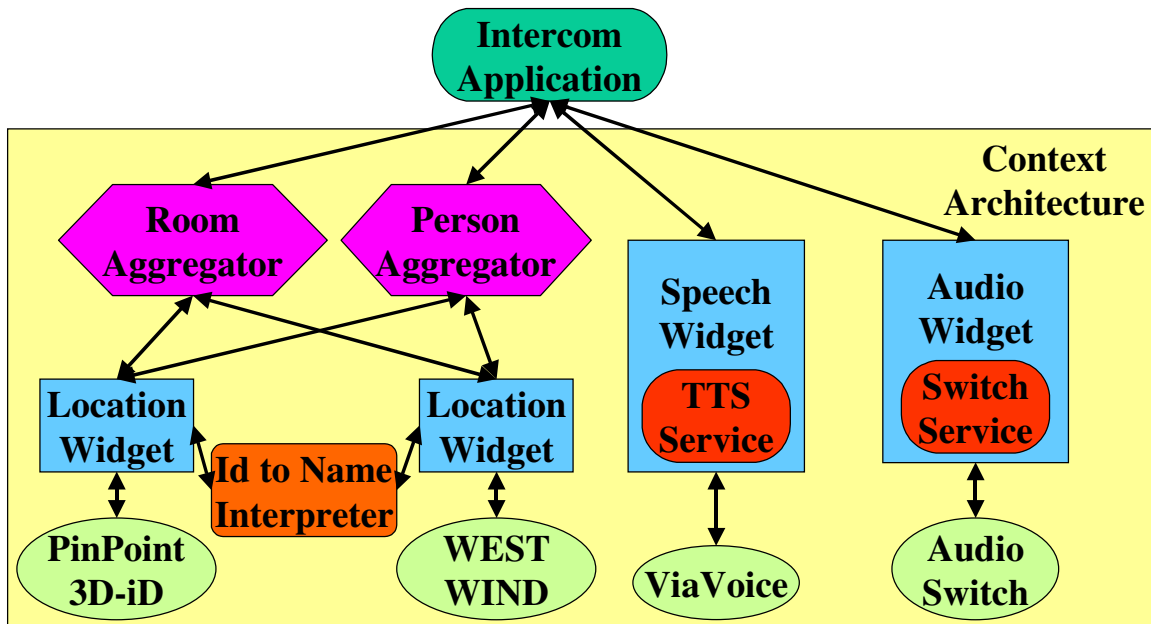 Intercom
Application
Context
Architecture
Room
Aggregator
Person
Aggregator
Speech
Widget
TTS
Service
Audio
Widget
Switch
Service
Location
Widget
Id to Name
Interpreter
Location
Widget
PinPoint
3D-iD
WEST
WIND
ViaVoice
Audio
Switch